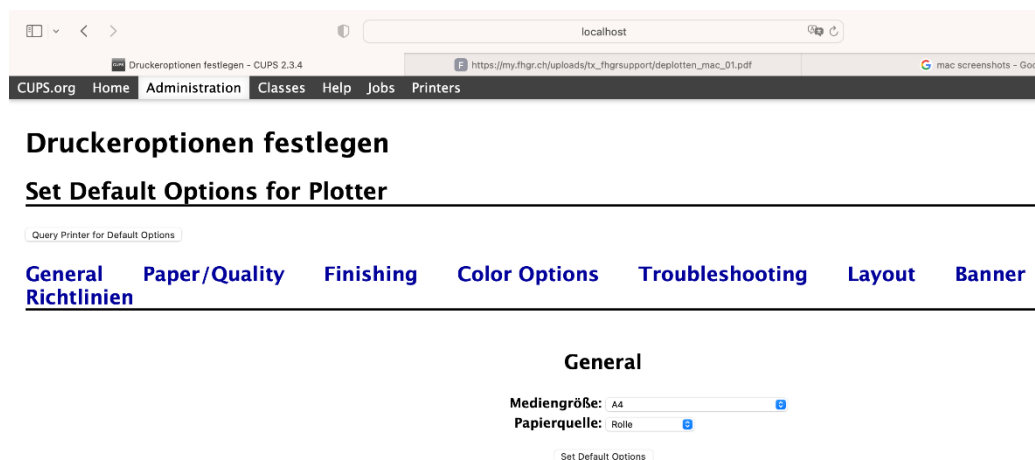 localhost
CUPS Druckeroptionen festlegen - CUPS 2.3.4
F https://my.fhgr.ch/uploads/tx_fhgrsupport/deplotten_mac_01.pdf
G mac screenshots - Goo
CUPS.org Home Administration Classes Help Jobs Printers
Druckeroptionen festlegen
Set Default Options for Plotter
Query Printer for Default Options
General Paper/Quality Finishing Color Options Troubleshooting Layout Banner
Richtlinien
General
Mediengröße: A4
Papierquelle: Rolle
Set Default Options